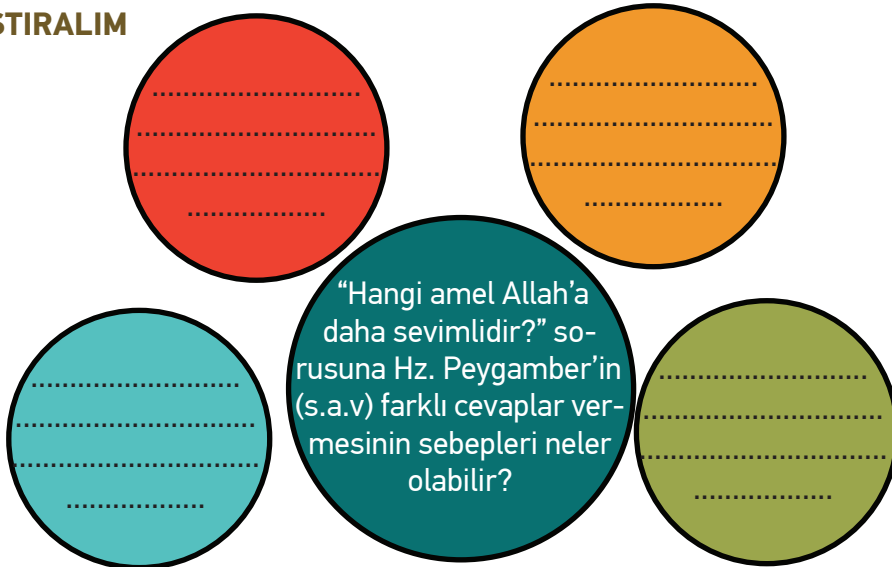 STIRALIM
.............................
.................................
..................................
...................
.............................
.................................
..................................
...................
“Hangi amel Allah’a
daha sevimlidir?” so-
rusuna Hz. Peygamber’in
(s.a.v) farklı cevaplar ver-
mesinin sebepleri neler
olabilir?
.............................
.................................
..................................
...................
.............................
.................................
..................................
...................